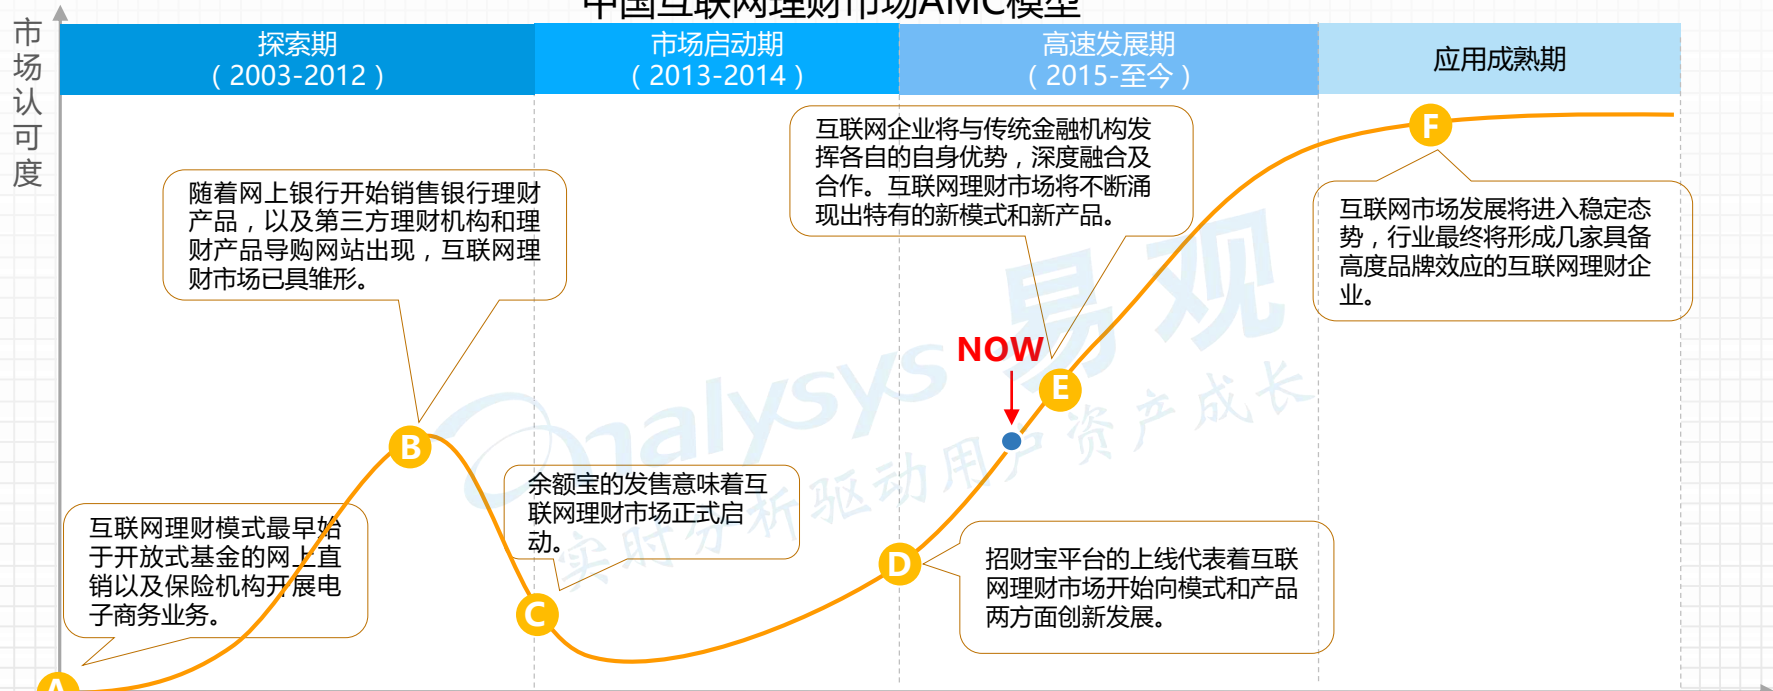 中国互联网理财市场AMC模型
市场认可度
探索期
（2003-2012）
市场启动期
（2013-2014）
高速发展期
（2015-至今）
应用成熟期
互联网企业将与传统金融机构发
挥各自的自身优势，深度融合及
合作。互联网理财市场将不断涌
现出特有的新模式和新产品。
F
随着网上银行开始销售银行理财
产品，以及第三方理财机构和理
财产品导购网站出现，互联网理
财市场已具雏形。
互联网市场发展将进入稳定态
势，行业最终将形成几家具备
高度品牌效应的互联网理财企
业。
NOW
E
B
余额宝的发售意味着互
联网理财市场正式启
动。
互联网理财模式最早始
于开放式基金的网上直
销以及保险机构开展电
子商务业务。
D
招财宝平台的上线代表着互联
网理财市场开始向模式和产品
两方面创新发展。
C
A
analysys 易观
实时分析驱动用户资产成长